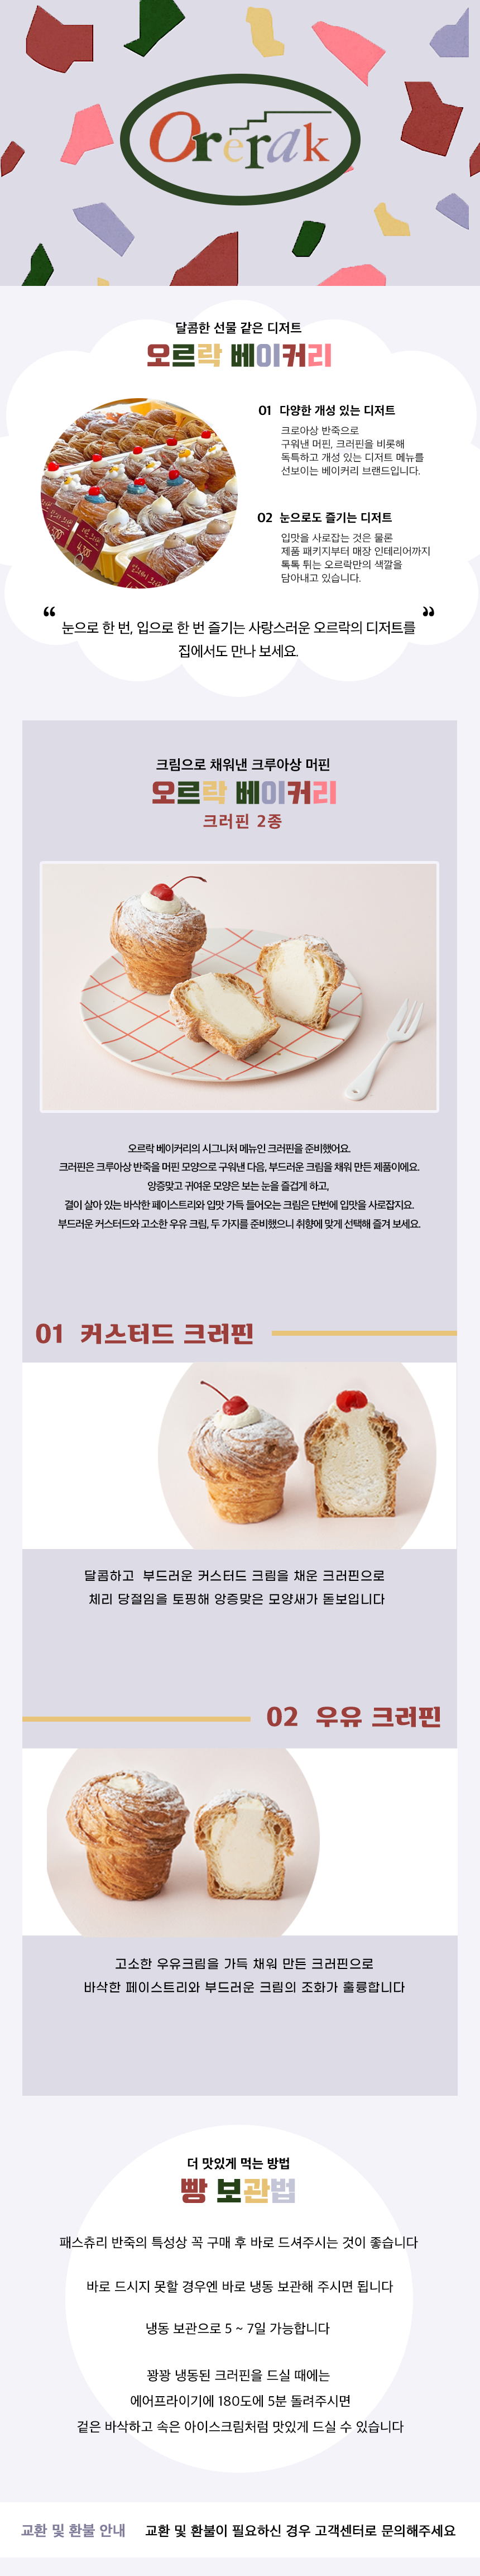 Orerak
달콤한 선물 같은 디저트
오르락 베이커리
01 다양한 개성 있는 디저트
크로아상 반죽으로
구워낸 머핀, 크러핀을 비롯해
독특하고 개성 있는 디저트 메뉴를
선보이는 베이커리 브랜드입니다.
02 눈으로도 즐기는 디저트
입맛을 사로잡는 것은 물론
제품 패키지부터 매장 인테리어까지
톡톡 튀는 오르락만의 색깔을
담아내고 있습니다.
“눈으로 한 번, 입으로 한 번 즐기는 사랑스러운 오르락의 디저트를
집에서도 만나 보세요.”
크림으로 채워낸 크루아상 머핀
오르락 베이커리
크러핀 2종
오르락 베이커리의 시그니처 메뉴인 크러핀을 준비했어요.
크러핀은 크루아상 반죽을 머핀 모양으로 구워낸 다음, 부드러운 크림을 채워 만든 제품이에요.
앙증맞고 귀여운 모양은 보는 눈을 즐겁게 하고,
결이 살아 있는 바삭한 페이스트리와 입맛 가득 들어오는 크림은 단번에 입맛을 사로잡지요.
부드러운 커스터드와 고소한 우유 크림, 두 가지를 준비했으니 취향에 맞게 선택해 즐겨 보세요.
01 커스터드 크러핀
달콤하고 부드러운 커스터드 크림을 채운 크러핀으로
체리 당절임을 토핑해 앙증맞은 모양새가 돋보입니다
02 우유 크러핀
고소한 우유크림을 가득 채워 만든 크러핀으로
바삭한 페이스트리와 부드러운 크림의 조화가 훌륭합니다
더 맛있게 먹는 방법
빵 보관법
패스츄리 반죽의 특성상 꼭 구매 후 바로 드셔주시는 것이 좋습니다
바로 드시지 못할 경우엔 바로 냉동 보관해 주시면 됩니다
냉동 보관으로 5 ~ 7일 가능합니다
꽝꽝 냉동된 크러핀을 드실 때에는
에어프라이기에 180도에 5분 돌려주시면
겉은 바삭하고 속은 아이스크림처럼 맛있게 드실 수 있습니다
교환 및 환불 안내 교환 및 환불이 필요하신 경우 고객센터로 문의해주세요